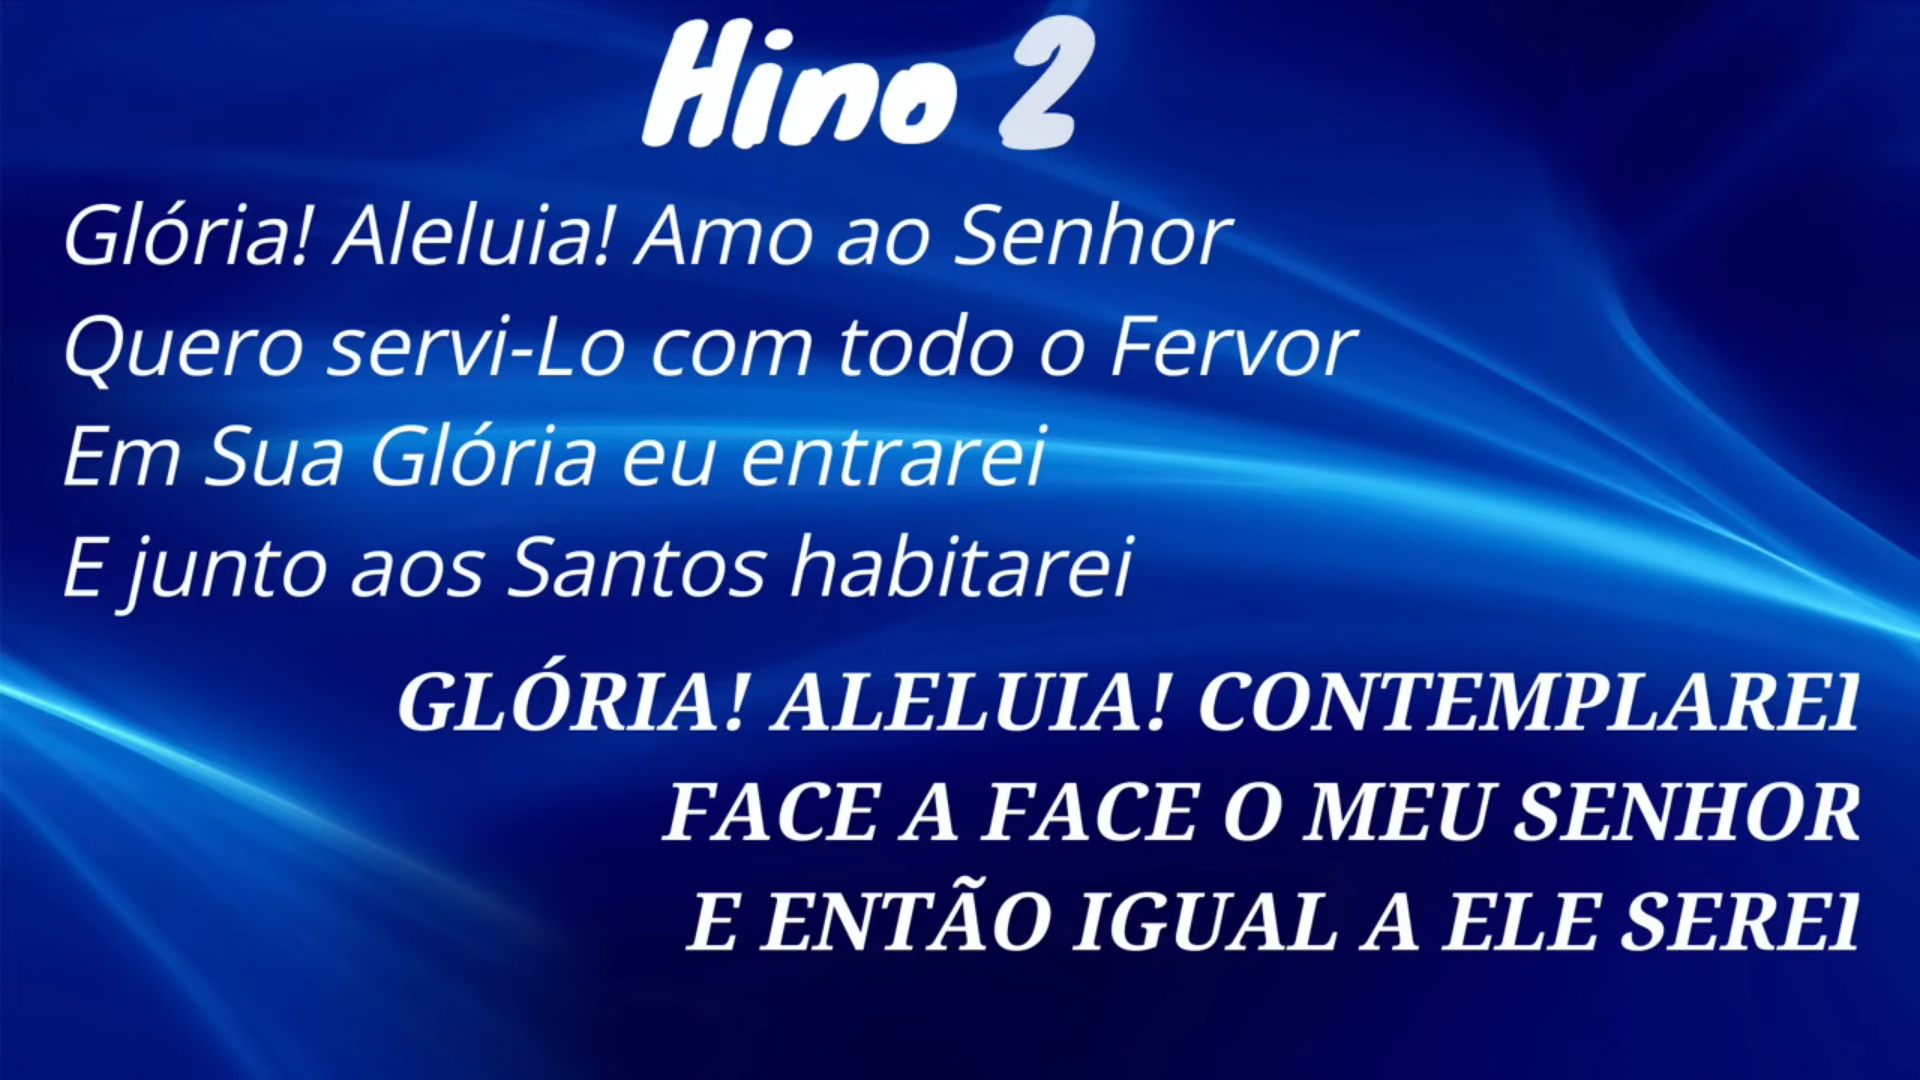 Hino 2
Glória! Aleluia! Amo ao Senhor
Quero servi-Lo com todo o Fervor
Em Sua Glória eu entrarei
E junto aos Santos habitarei
GLÓRIA! ALELUIA! CONTEMPLAREI
FACE A FACE O MEU SENHOR
E ENTÃO IGUAL A ELE SEREI